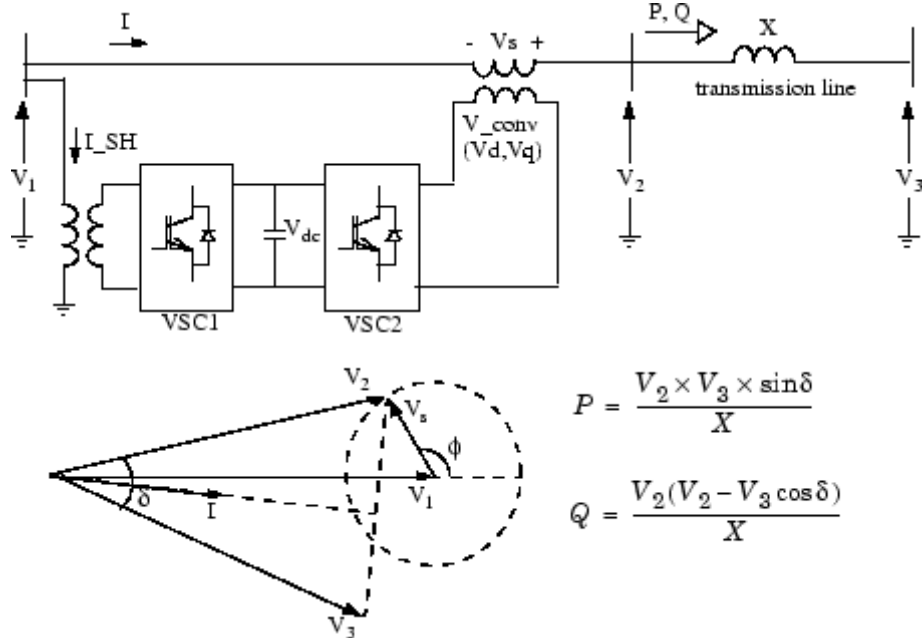 I
- Vs +
P, Q
X
transmission line
I_SH
V_conv
(Vd,Vq)
V1
V2
V3
Vdc
VSC1
VSC2
V2
Vs
ϕ
V1
δ
I
V3
P = V2 × V3 × sinδ / X
Q = V2(V2 − V3 cosδ) / X